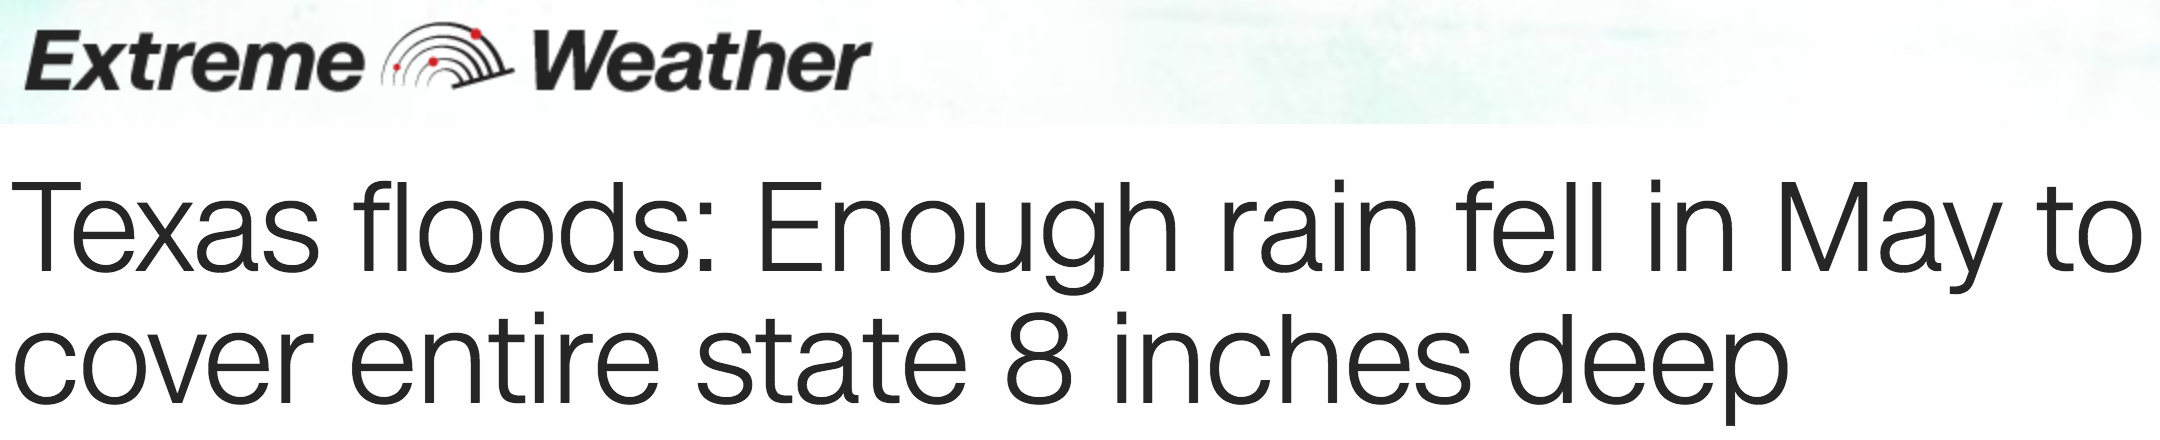 Extreme Weather
Texas floods: Enough rain fell in May to
cover entire state 8 inches deep